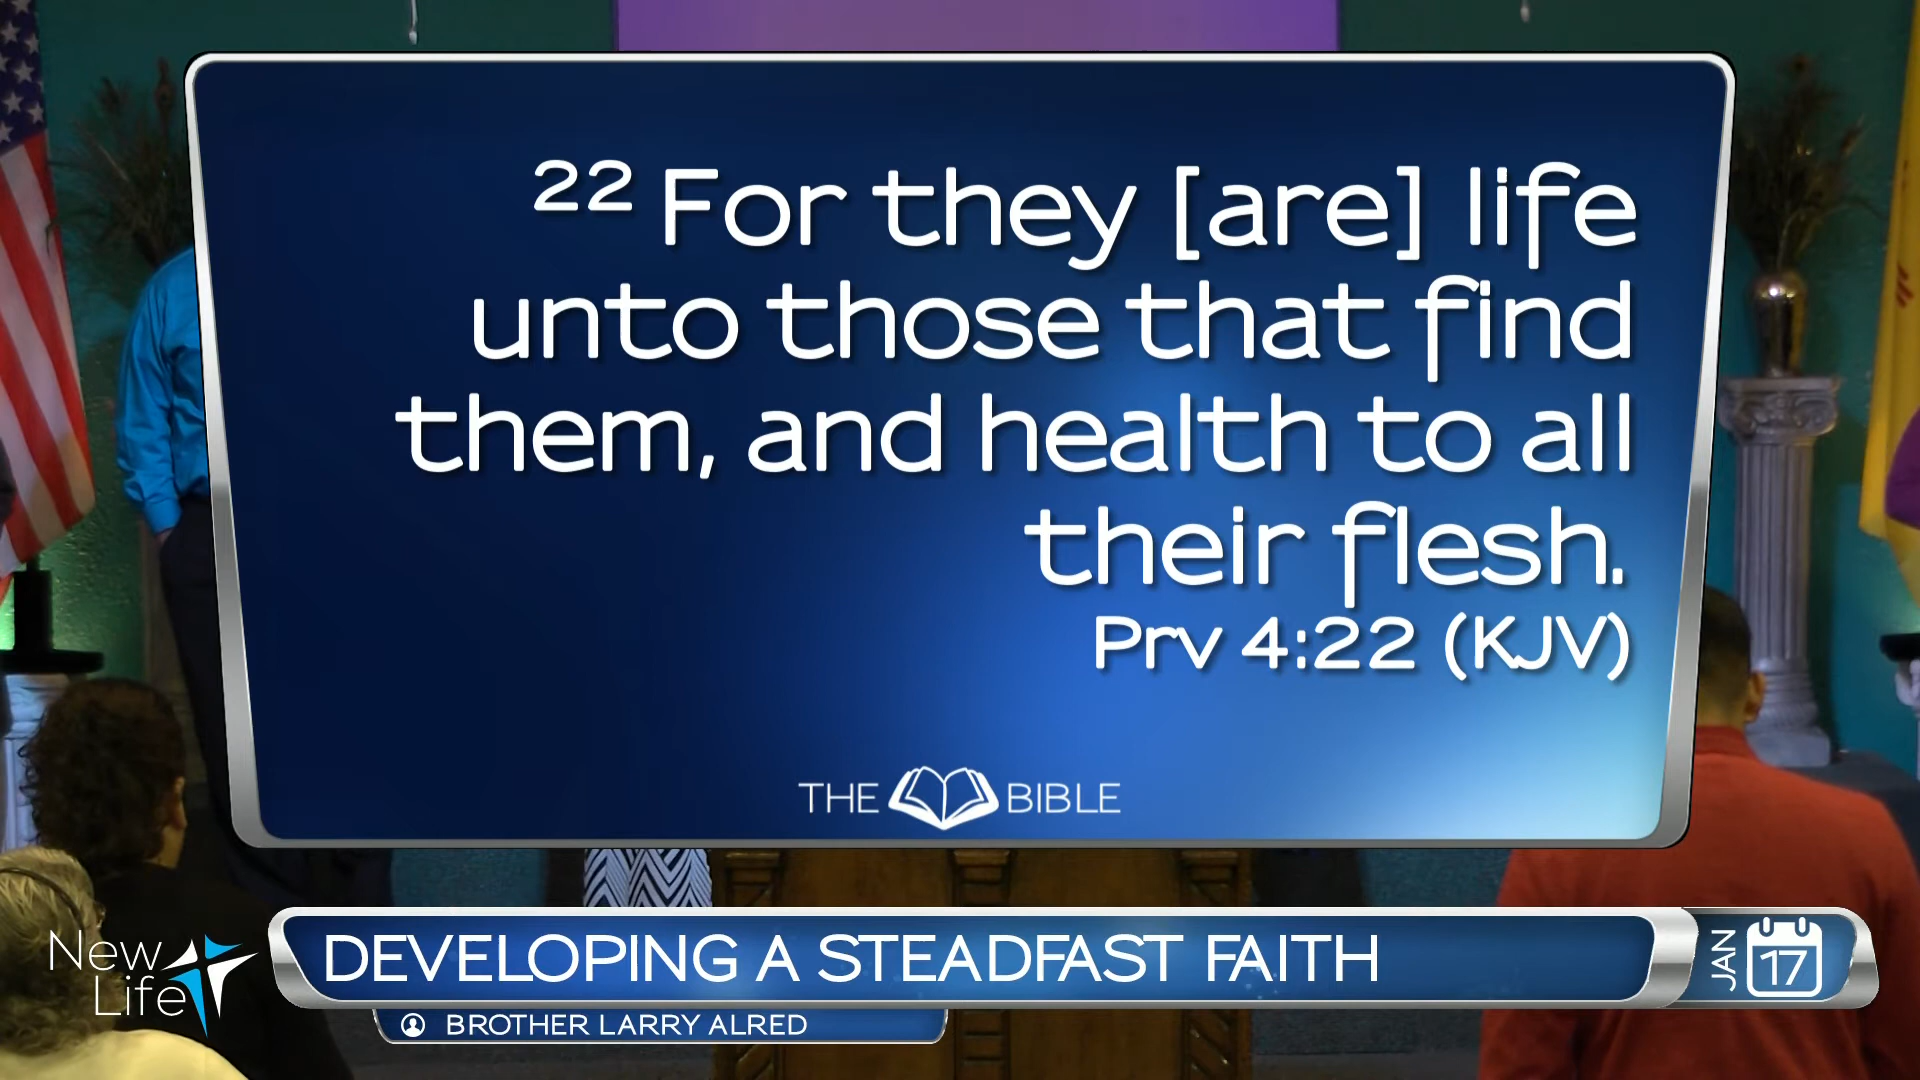 22 For they [are] life
unto those that find
them, and health to all
their flesh.
Prv 4:22 (KJV)
THE BIBLE
New
Life
DEVELOPING A STEADFAST FAITH
JAN
17
BROTHER LARRY ALRED